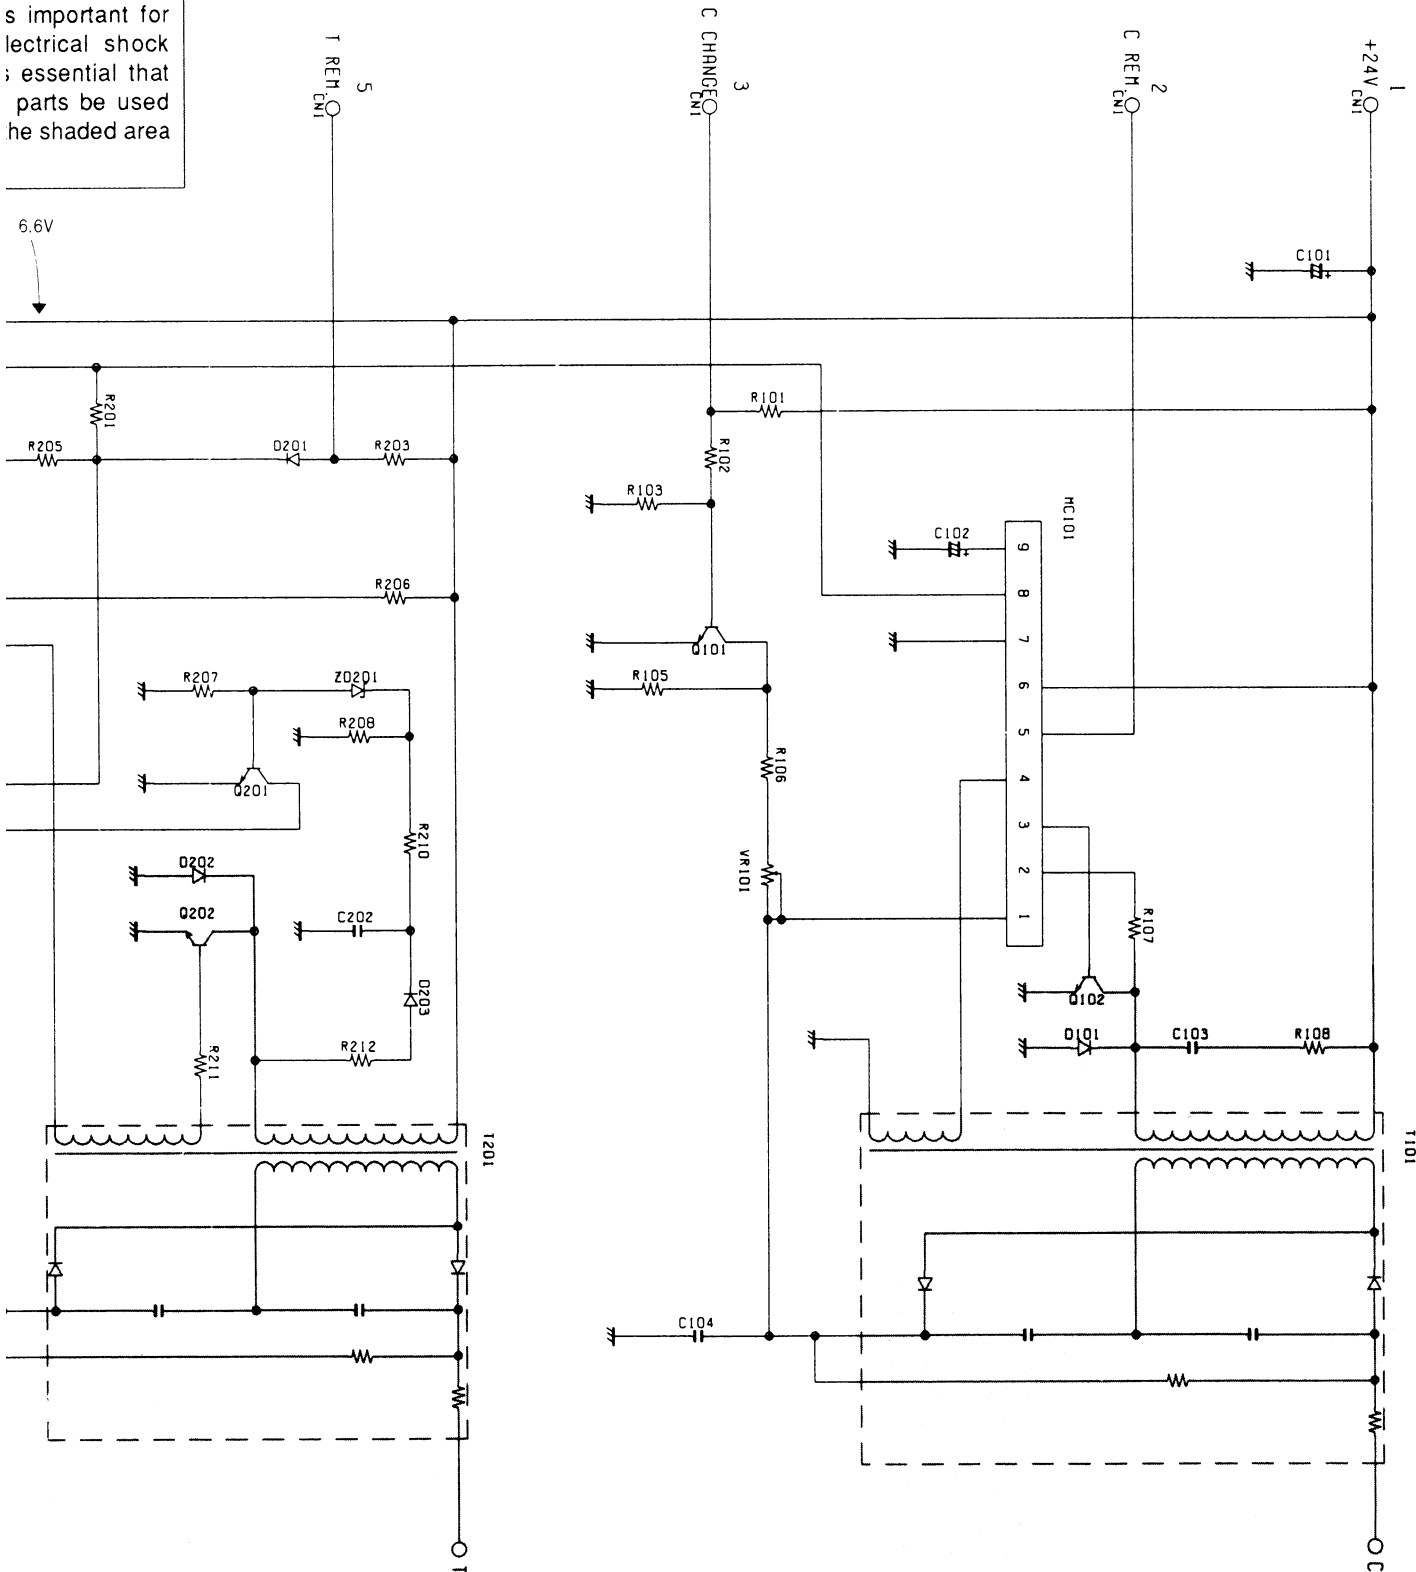 s important for
lectrical shock
s essential that
parts be used
he shaded area
6.6V
T REM.
5
CN1
C CHANGE
3
CN1
C REM.
2
CN1
+24V
1
CN1
C101
R201
R205
D201
R203
R101
R102
R103
MC101
C102
9
8
7
6
5
4
3
2
1
R206
Q101
R105
R207
ZD201
R208
Q201
R106
R210
VR101
D202
Q202
C202
R107
D203
Q102
R212
R211
D101
C103
R108
T201
T101
C104
T
C